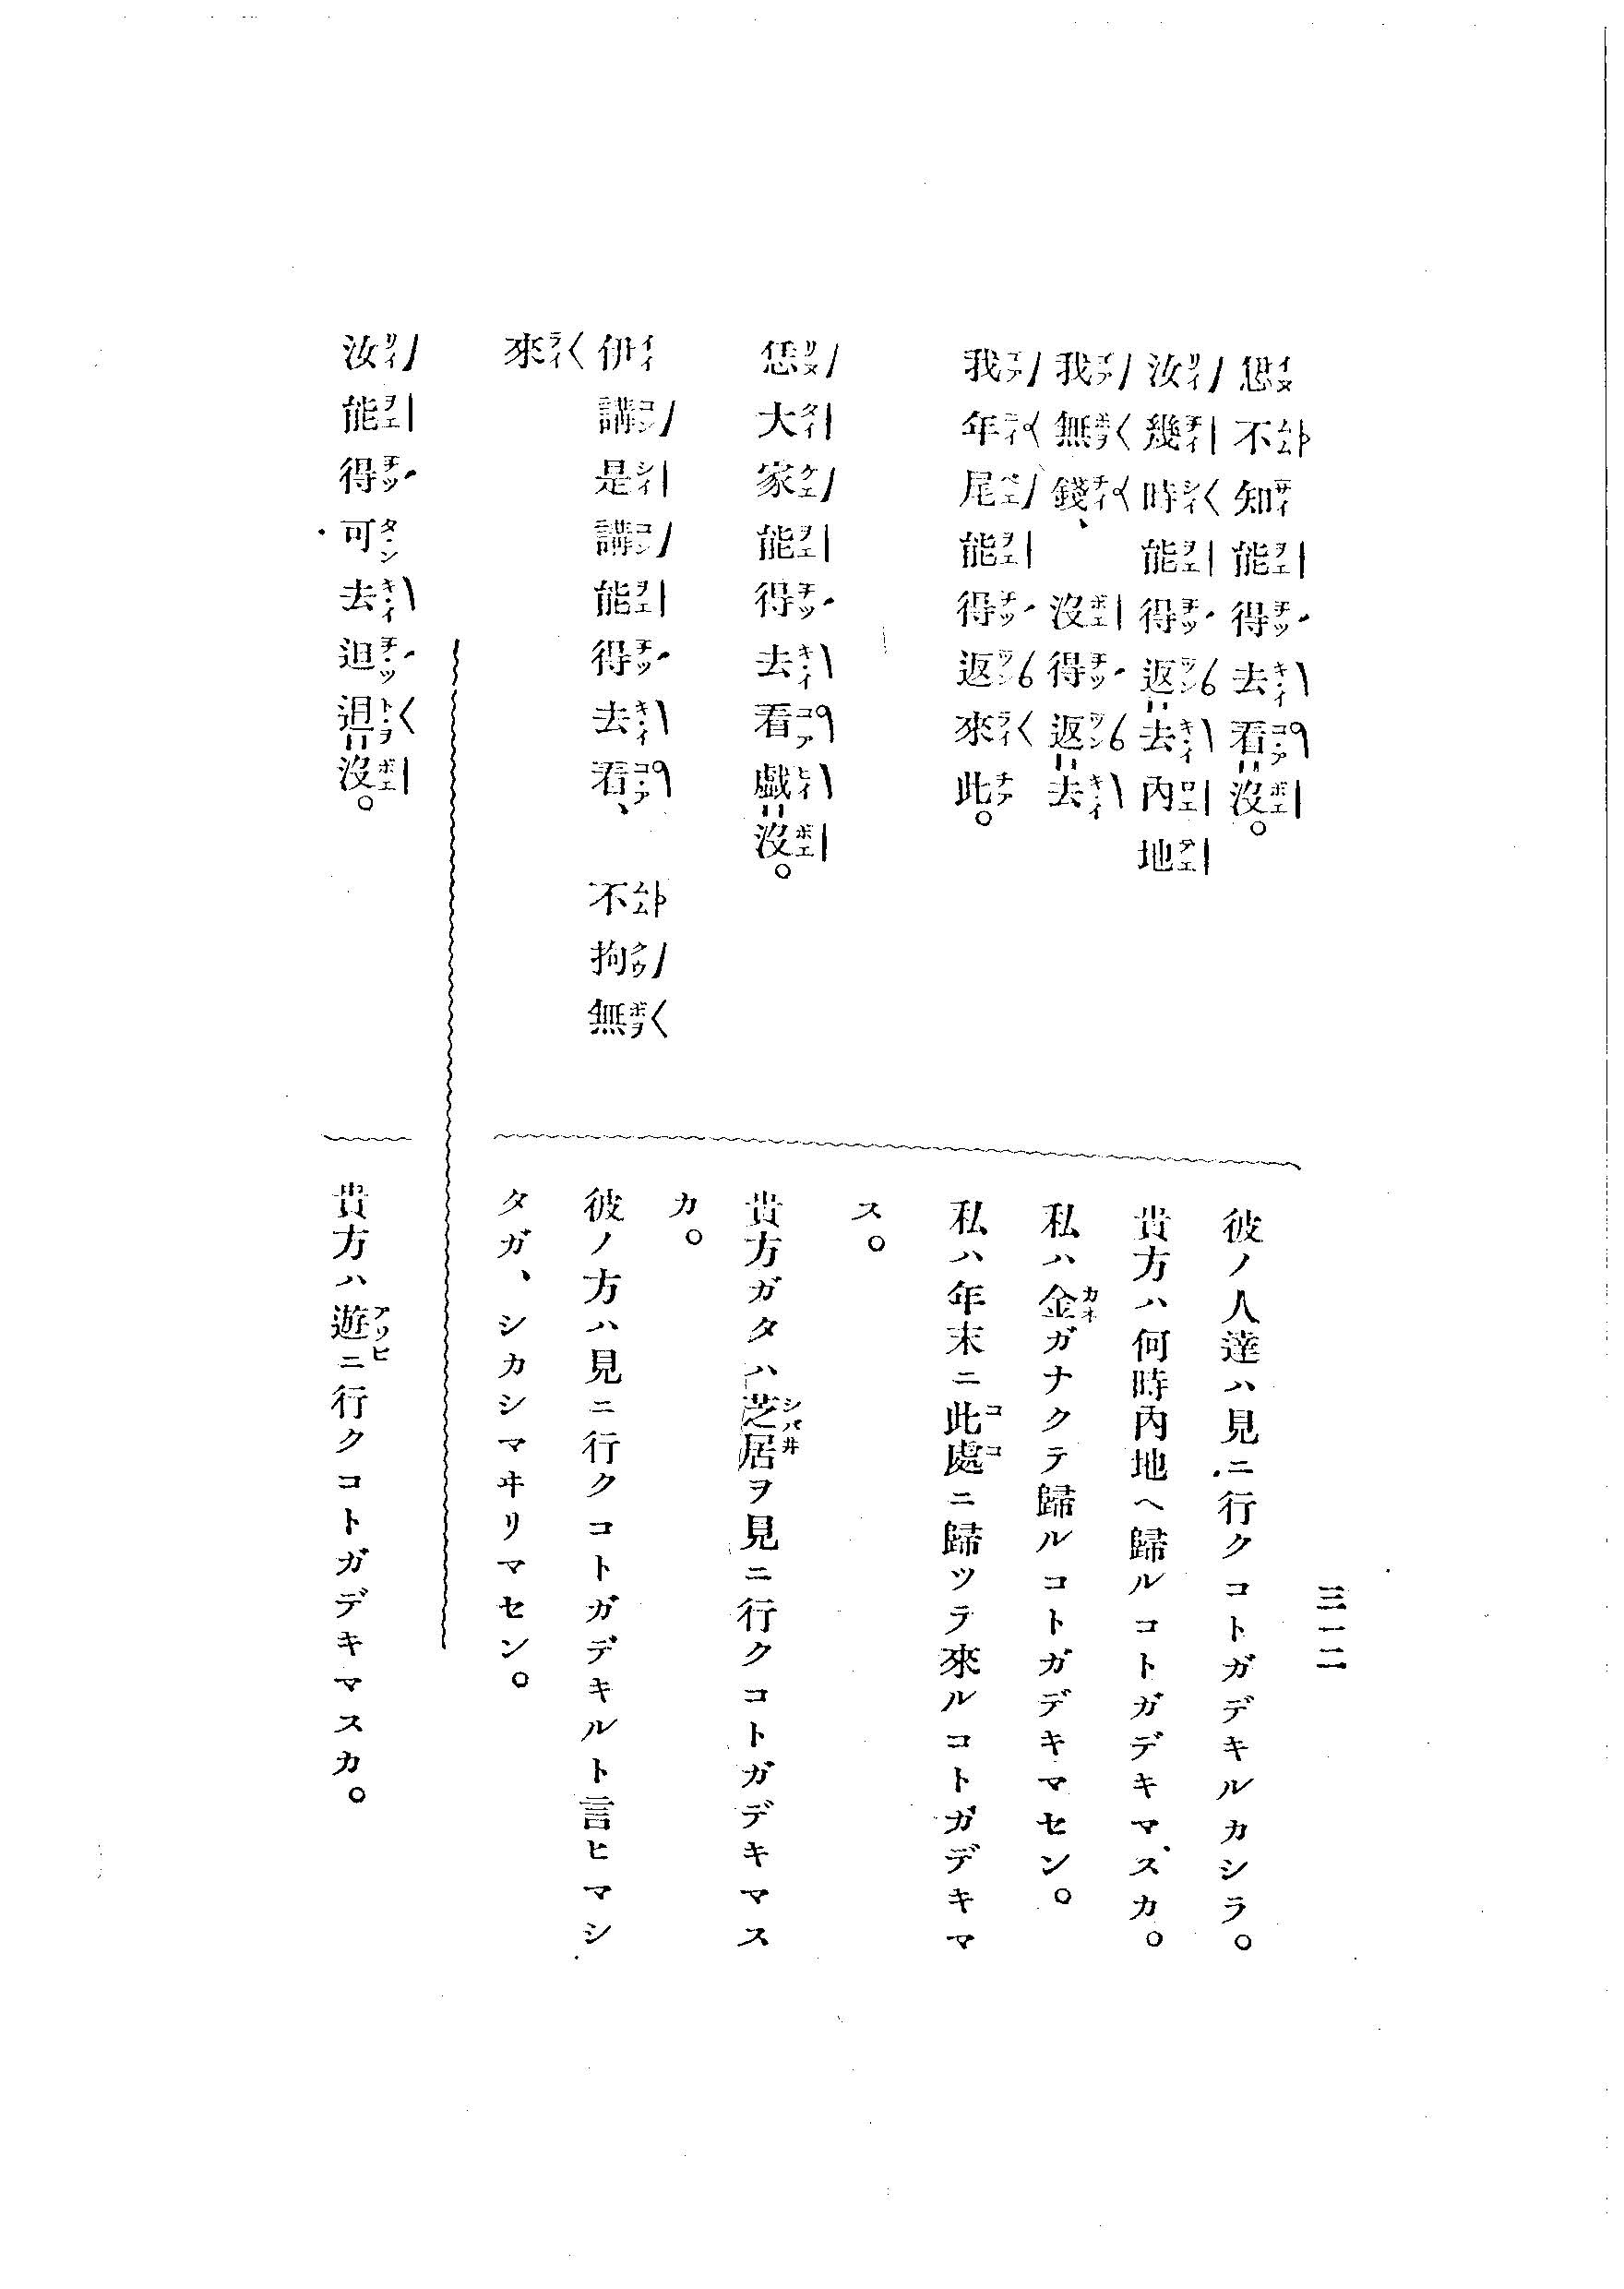 三一二
怹不知能得去看=沒。
汝幾時能得返=去內地
我無錢、沒得返=去
我年尾能得返來此。
恁大家能得去看戲=沒。
伊講是講能得去看、不拘無
來
汝能得可去𨑨迌=沒。
彼ノ人達ハ見ニ行クコトガデキルカシラ。
貴方ハ何時內地ヘ歸ルコトガデキマスカ。
私ハ金ガナクテ歸ルコトガデキマセン。
私ハ年末ニ此處ニ歸ッテ來ルコトガデキマ
ス。
貴方ガタハ芝居ヲ見ニ行クコトガデキマス
カ。
彼ノ方ハ見ニ行クコトガデキルト言ヒマシ
タガ、シカシマヰリマセン。
貴方ハ遊ニ行クコトガデキマスカ。